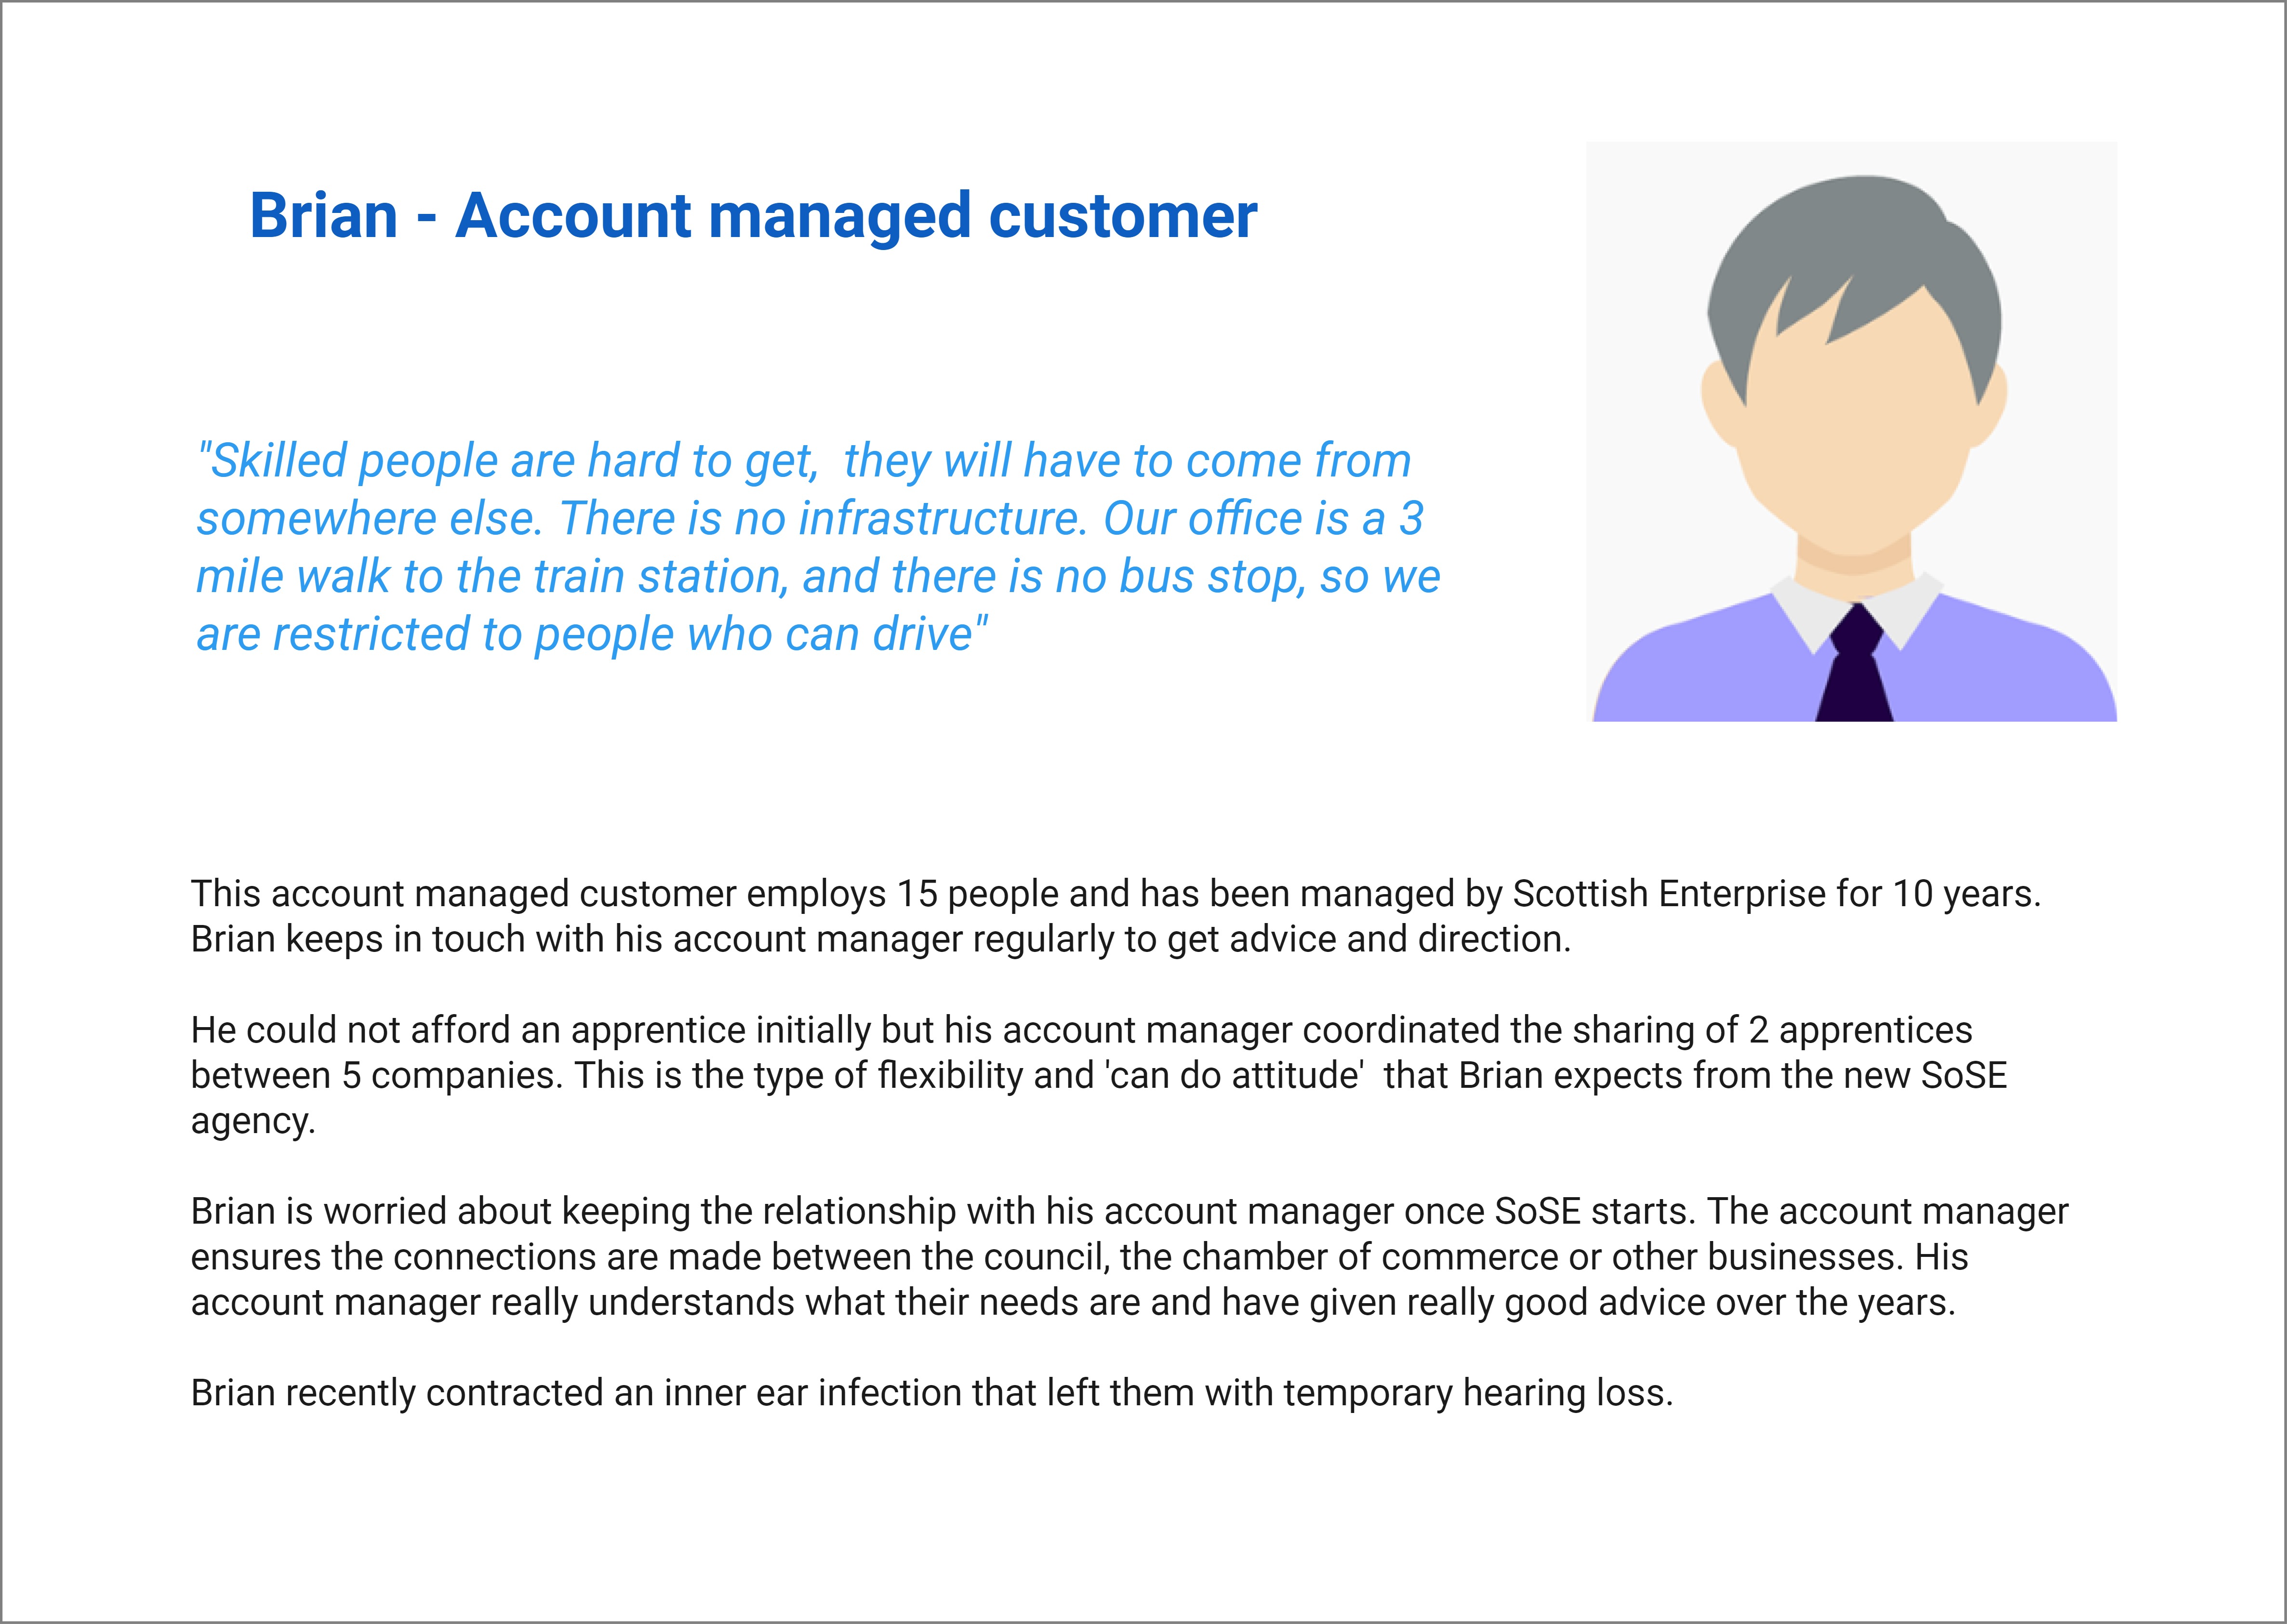 Brian - Account managed customer
"Skilled people are hard to get,  they will have to come from
somewhere else. There is no infrastructure. Our office is a 3
mile walk to the train station, and there is no bus stop, so we
are restricted to people who can drive"
This account managed customer employs 15 people and has been managed by Scottish Enterprise for 10 years.
Brian keeps in touch with his account manager regularly to get advice and direction.
He could not afford an apprentice initially but his account manager coordinated the sharing of 2 apprentices
between 5 companies. This is the type of flexibility and 'can do attitude'  that Brian expects from the new SoSE
agency.
Brian is worried about keeping the relationship with his account manager once SoSE starts. The account manager
ensures the connections are made between the council, the chamber of commerce or other businesses. His
account manager really understands what their needs are and have given really good advice over the years.
Brian recently contracted an inner ear infection that left them with temporary hearing loss.